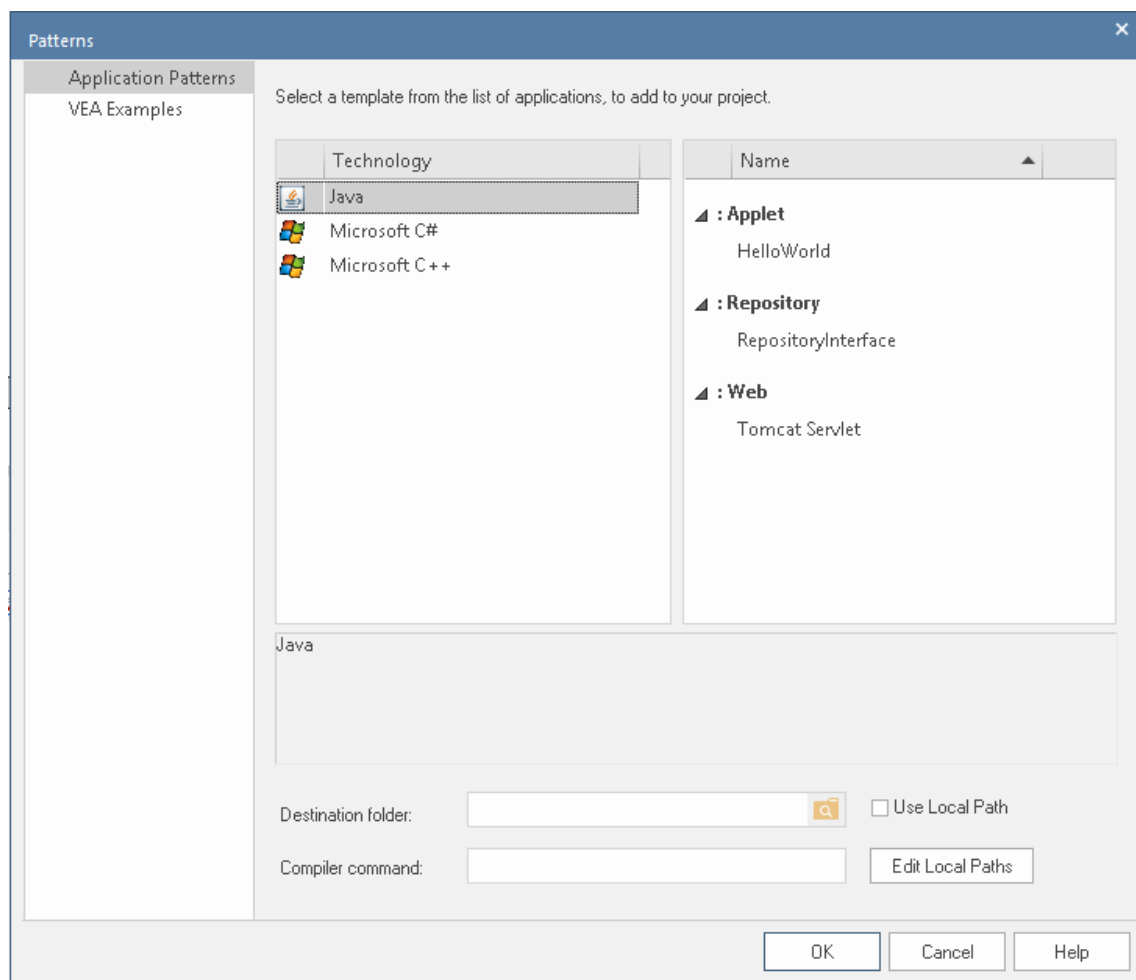 Patterns
Application Patterns
VEA Examples
Select a template from the list of applications, to add to your project.
Technology
Java
Microsoft C#
Microsoft C++
Name
: Applet
HelloWorld
: Repository
RepositoryInterface
: Web
Tomcat Servlet
Java
Destination folder:
Use Local Path
Compiler command:
Edit Local Paths
OK
Cancel
Help